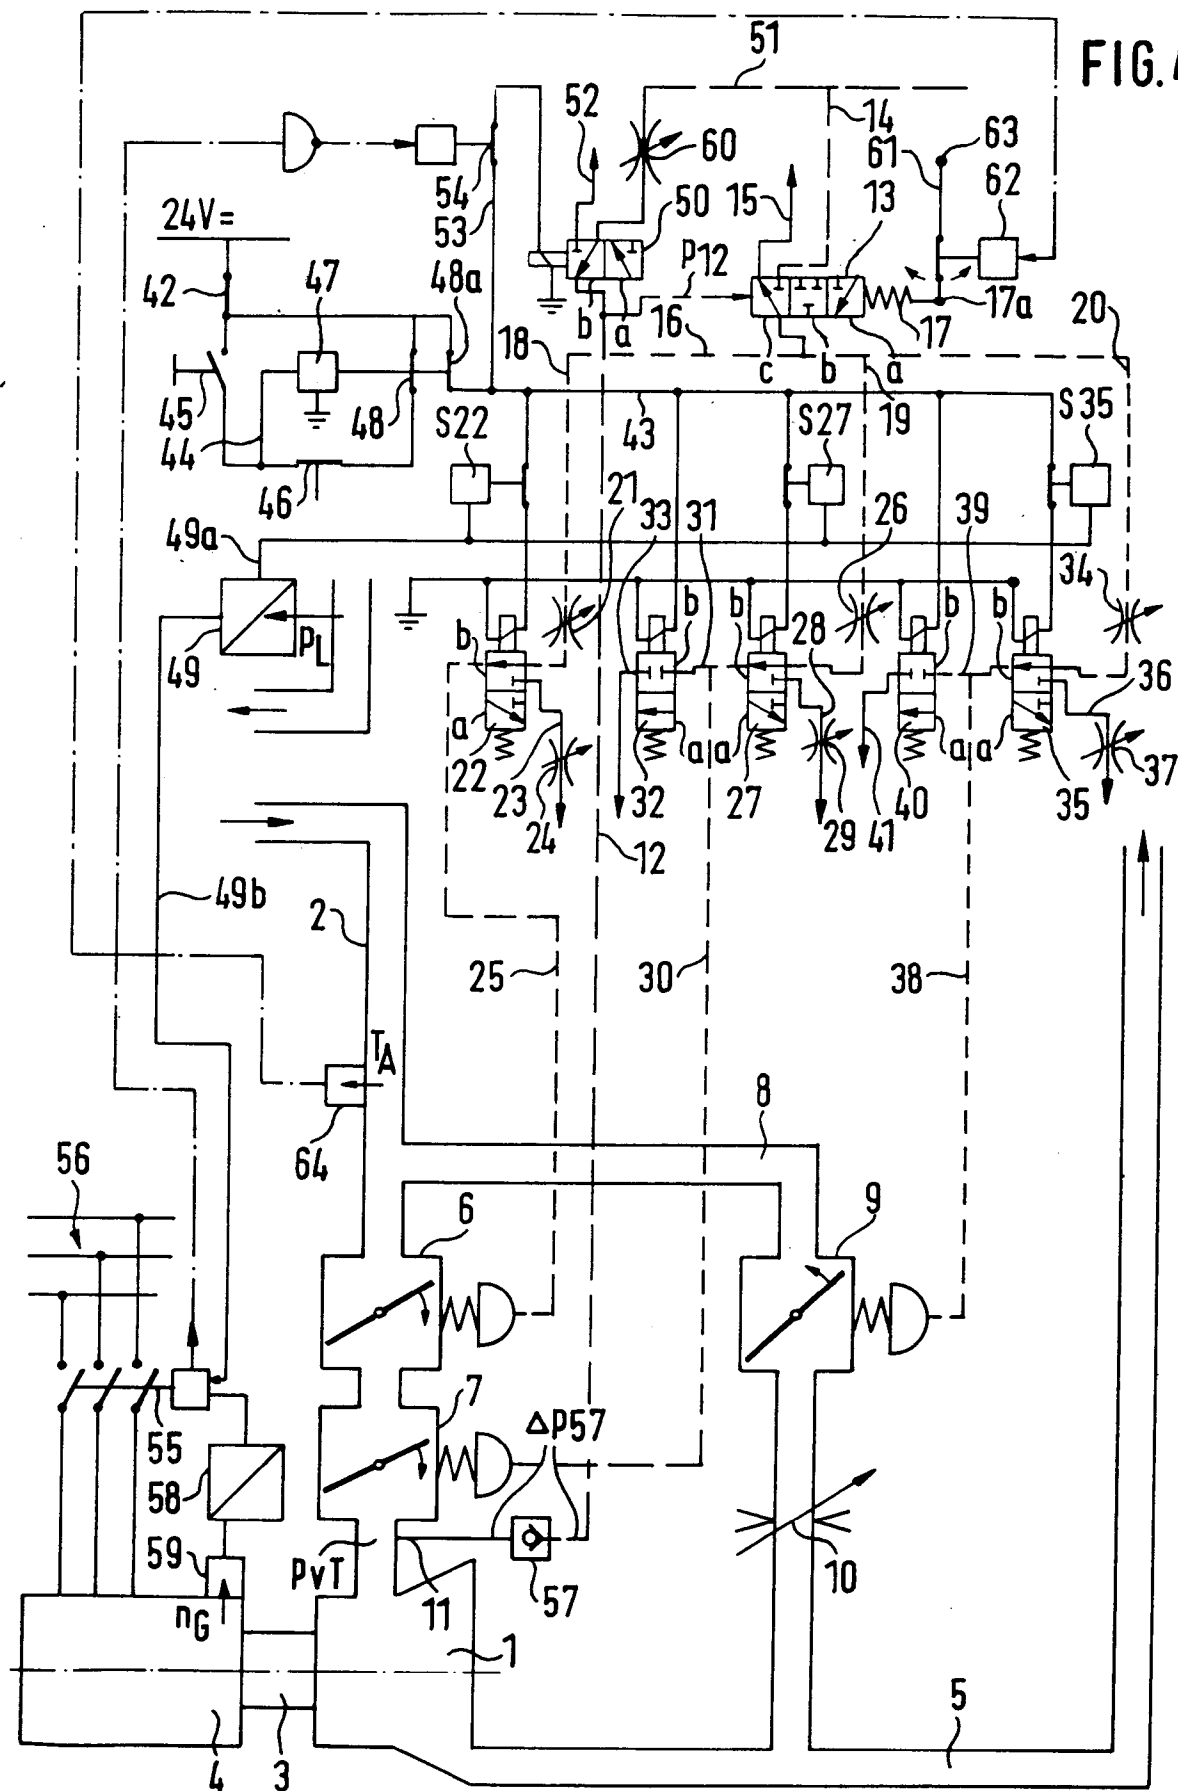 FIG.4
51
52
14
63
61
62
60
54
50
15
13
53
24V=
P12
42
47
48a
b
a
17a
17
20
18
16
c
b
a
45
44
48
S22
43
19
S27
S35
46
21
33
31
26
39
49a
34
b
b
b
28
b
b
49
PL
36
a
22
23
a
a
a
a
37
24
32
27
29
41
40
35
12
49b
2
25
30
38
TA
8
64
56
6
9
7
ΔP57
55
58
59
PvT
11
57
10
nG
1
5
4
3